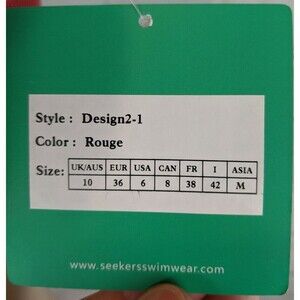 Style : Design2-1
Color : Rouge
Size: UK/AUS EUR USA CAN FR I ASIA
10 36 6 8 38 42 M
www.seekersswimwear.com